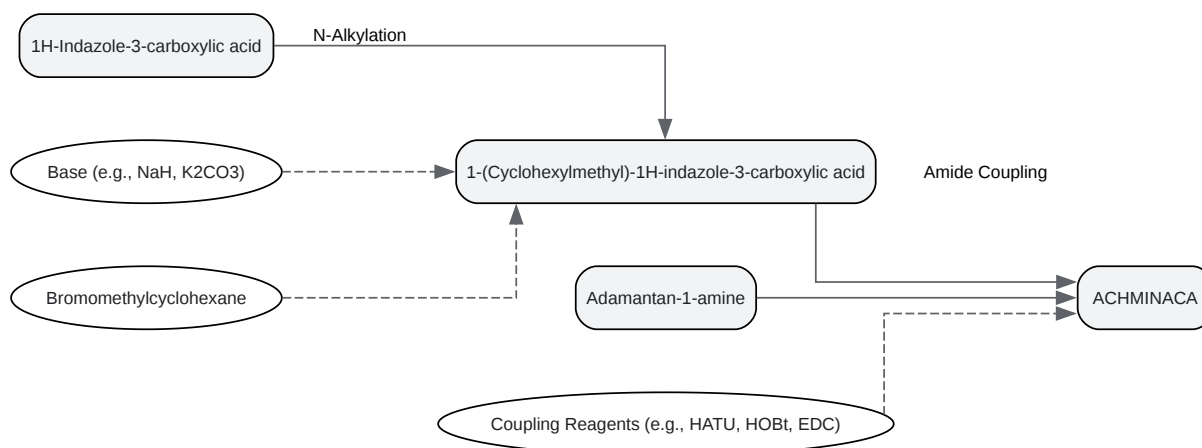 1H-Indazole-3-carboxylic acid
N-Alkylation
Base (e.g., NaH, K2CO3)
1-(Cyclohexylmethyl)-1H-indazole-3-carboxylic acid
Amide Coupling
Bromomethylcyclohexane
Adamantan-1-amine
ACHMINACA
Coupling Reagents (e.g., HATU, HOBt, EDC)